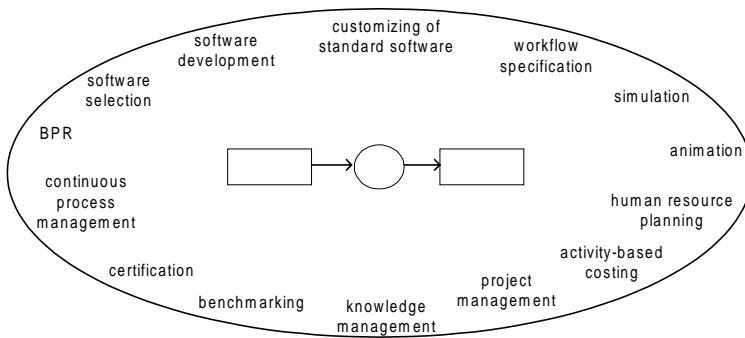 customizing of
standard software
software
development
workflow
specification
software
selection
simulation
BPR
animation
continuous
process
management
human resource
planning
activity-based
costing
certification
project
management
benchmarking
knowledge
management